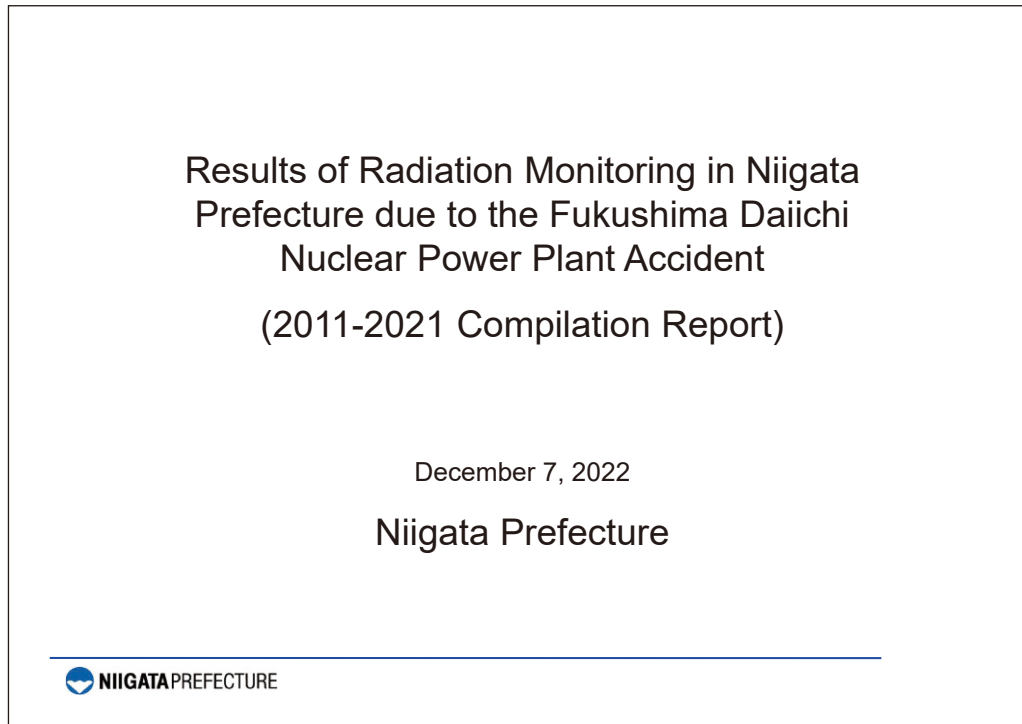 Results of Radiation Monitoring in Niigata
Prefecture due to the Fukushima Daiichi
Nuclear Power Plant Accident
(2011-2021 Compilation Report)
December 7, 2022
Niigata Prefecture
NIIGATA PREFECTURE